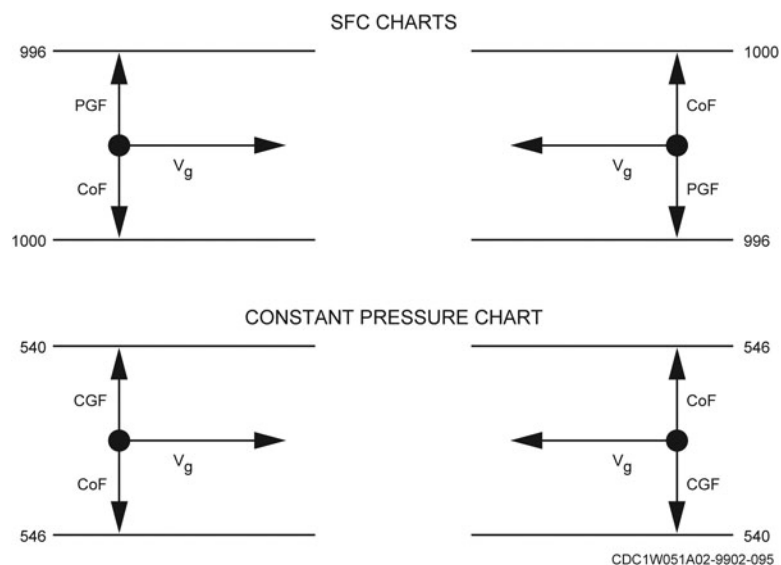 SFC CHARTS
996
1000
PGF
CoF
Vg
Vg
CoF
PGF
1000
996
CONSTANT PRESSURE CHART
540
546
CGF
CoF
Vg
Vg
CoF
CGF
546
540
CDC1W051A02-9902-095